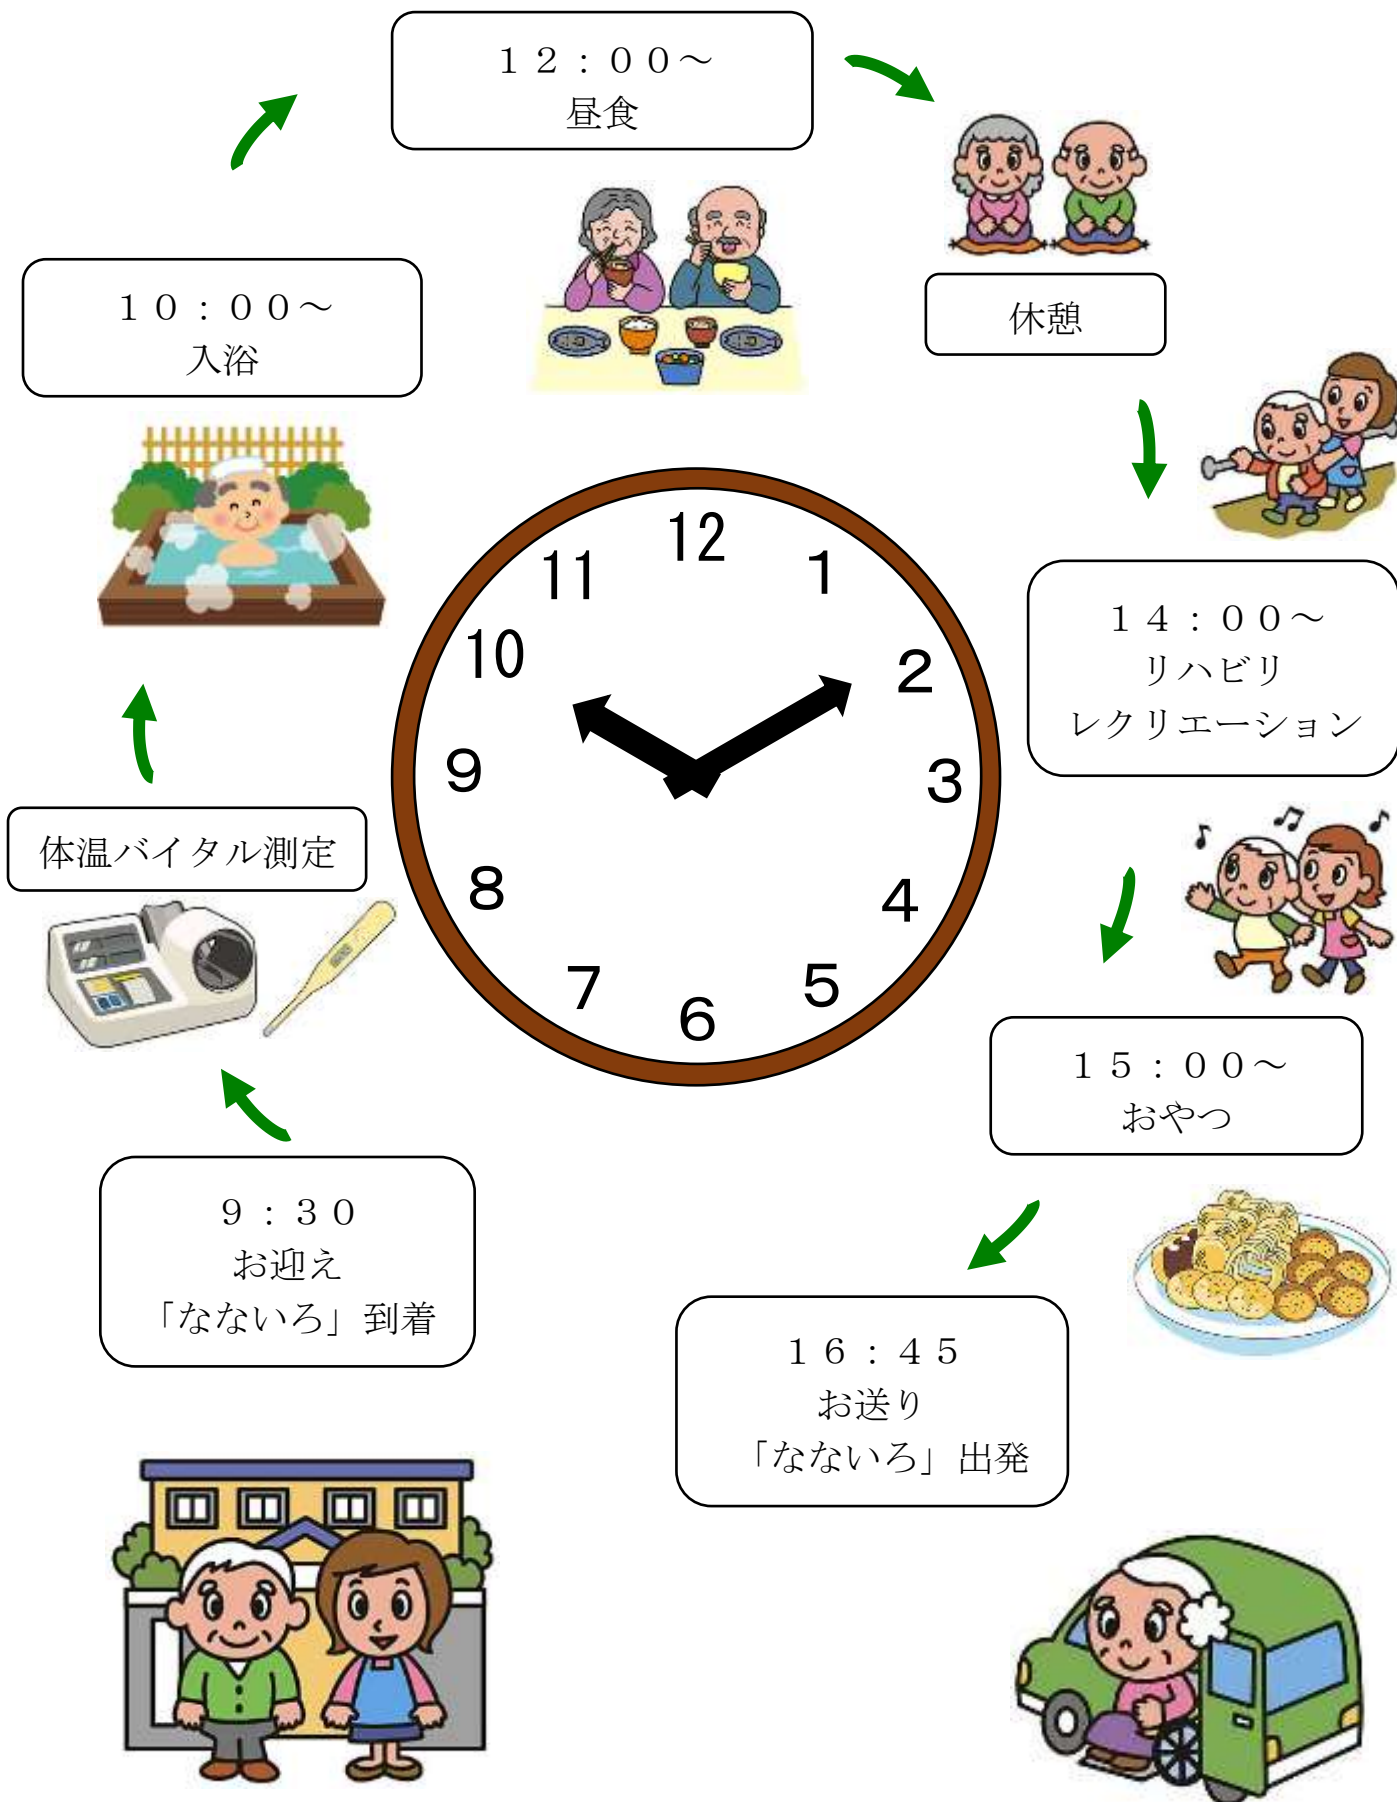 １２：００～
昼食
１０：００～
入浴
休憩
１４：００～
リハビリ
レクリエーション
体温バイタル測定
１５：００～
おやつ
９：３０
お迎え
「なないろ」到着
１６：４５
お送り
「なないろ」出発
12
1
2
3
4
5
6
7
8
9
10
11